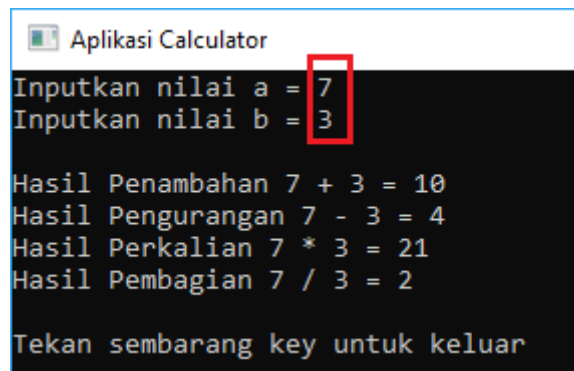 Aplikasi Calculator
Inputkan nilai a = 7
Inputkan nilai b = 3
Hasil Penambahan 7 + 3 = 10
Hasil Pengurangan 7 - 3 = 4
Hasil Perkalian 7 * 3 = 21
Hasil Pembagian 7 / 3 = 2
Tekan sembarang key untuk keluar